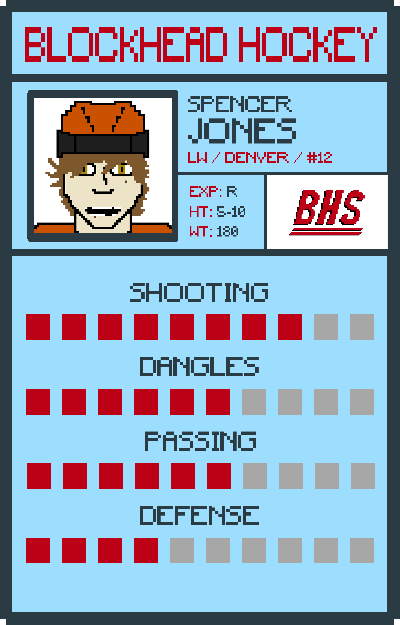 BLOCKHEAD HOCKEY
SPENCER
JONES
LW / DENVER / #12
EXP: R
HT: 5-10
WT: 180
BHS
SHOOTING
DANGLES
PASSING
DEFENSE